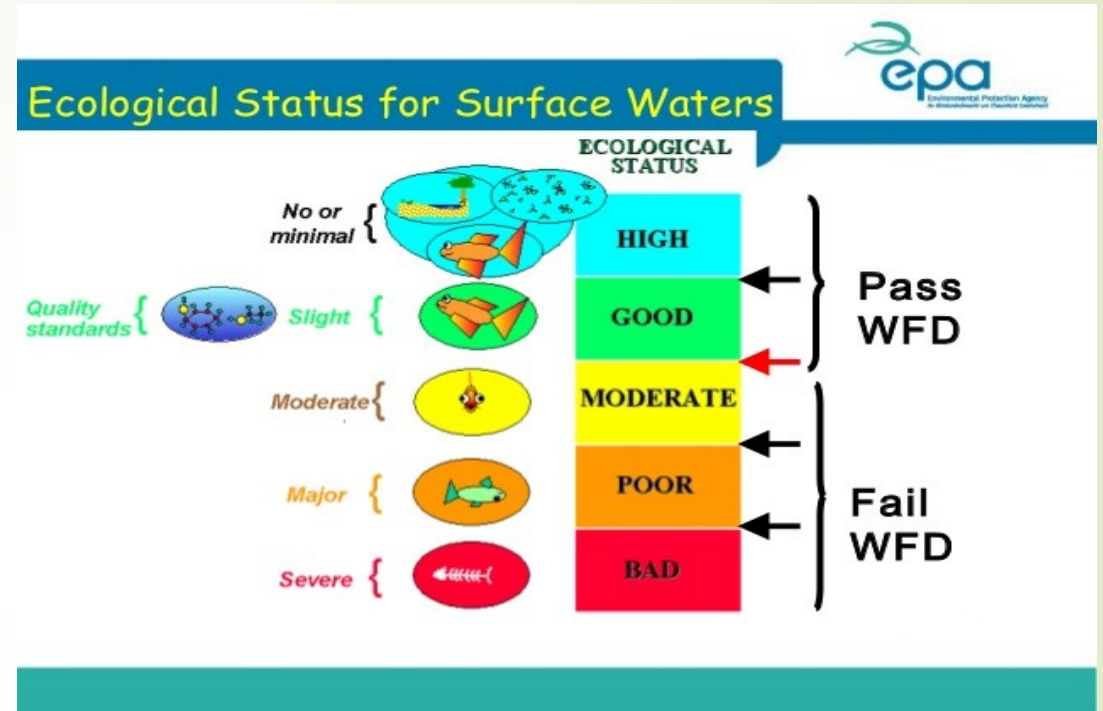 epa
Environmental Protection Agency
Ecological Status for Surface Waters
ECOLOGICAL
STATUS
No or
minimal
HIGH
Quality
standards
Slight
GOOD
Pass
WFD
Moderate
MODERATE
Major
POOR
Fail
WFD
Severe
BAD